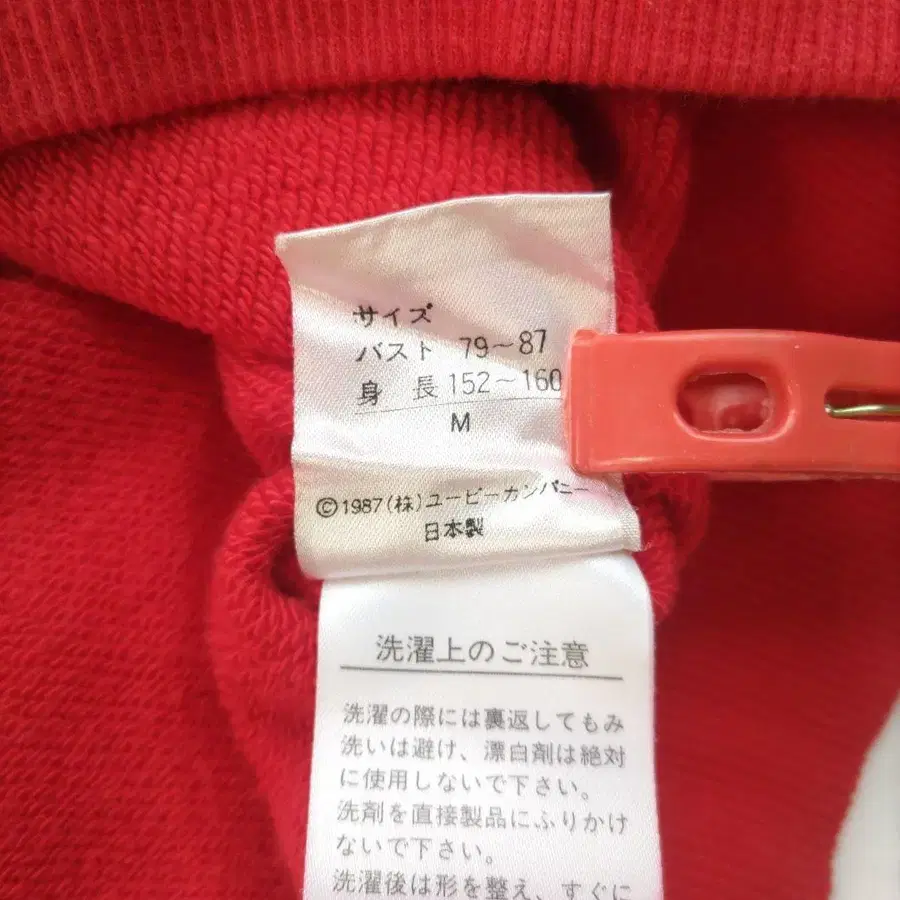 サイズ
バスト 79～87
身 長 152～160
M
©1987(株)ユーピーカンパニー
日本製
洗濯上のご注意
洗濯の際には裏返してもみ
洗いは避け、漂白剤は絶対
に使用しないで下さい。
洗剤を直接製品にふりかけ
ないで下さい。
洗濯後は形を整え、すぐに